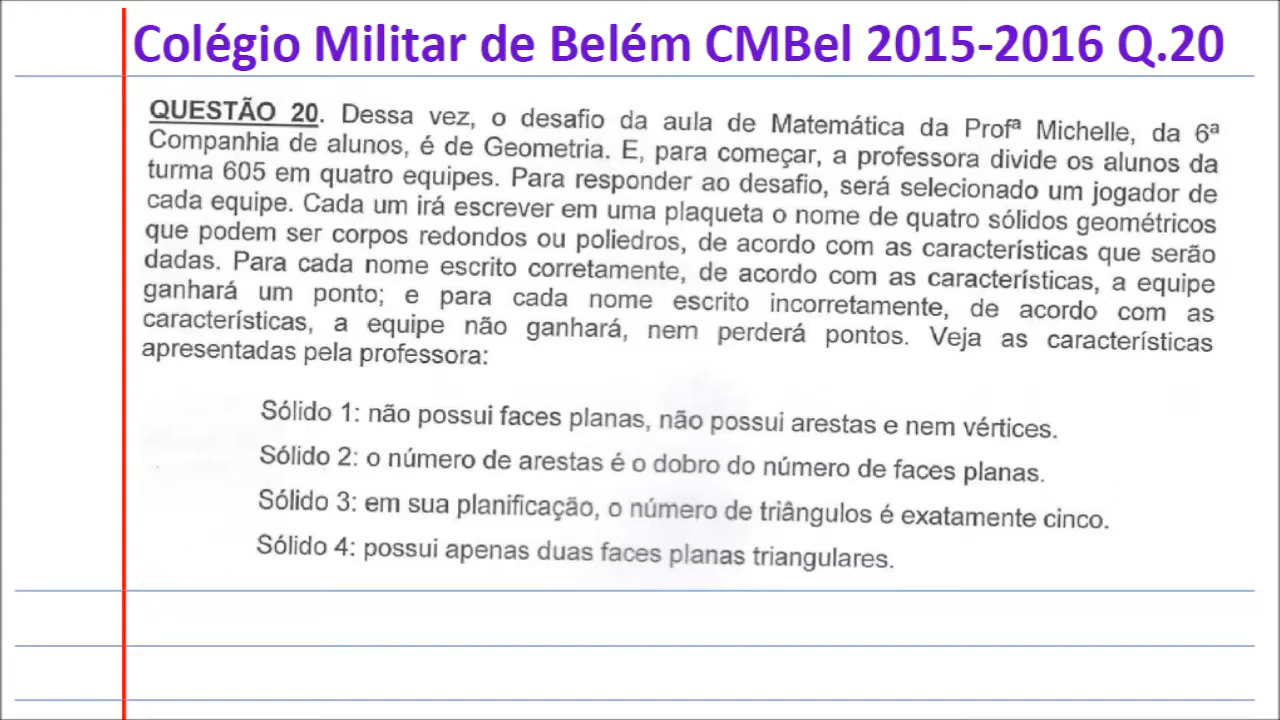 Colégio Militar de Belém CMBel 2015-2016 Q.20
QUESTÃO 20. Dessa vez, o desafio da aula de Matemática da Profª Michelle, da 6ª
Companhia de alunos, é de Geometria. E, para começar, a professora divide os alunos da
turma 605 em quatro equipes. Para responder ao desafio, será selecionado um jogador de
cada equipe. Cada um irá escrever em uma plaqueta o nome de quatro sólidos geométricos
que podem ser corpos redondos ou poliedros, de acordo com as características que serão
dadas. Para cada nome escrito corretamente, de acordo com as características, a equipe
ganhará um ponto; e para cada nome escrito incorretamente, de acordo com as
características, a equipe não ganhará, nem perderá pontos. Veja as características
apresentadas pela professora:
Sólido 1: não possui faces planas, não possui arestas e nem vértices.
Sólido 2: o número de arestas é o dobro do número de faces planas.
Sólido 3: em sua planificação, o número de triângulos é exatamente cinco.
Sólido 4: possui apenas duas faces planas triangulares.